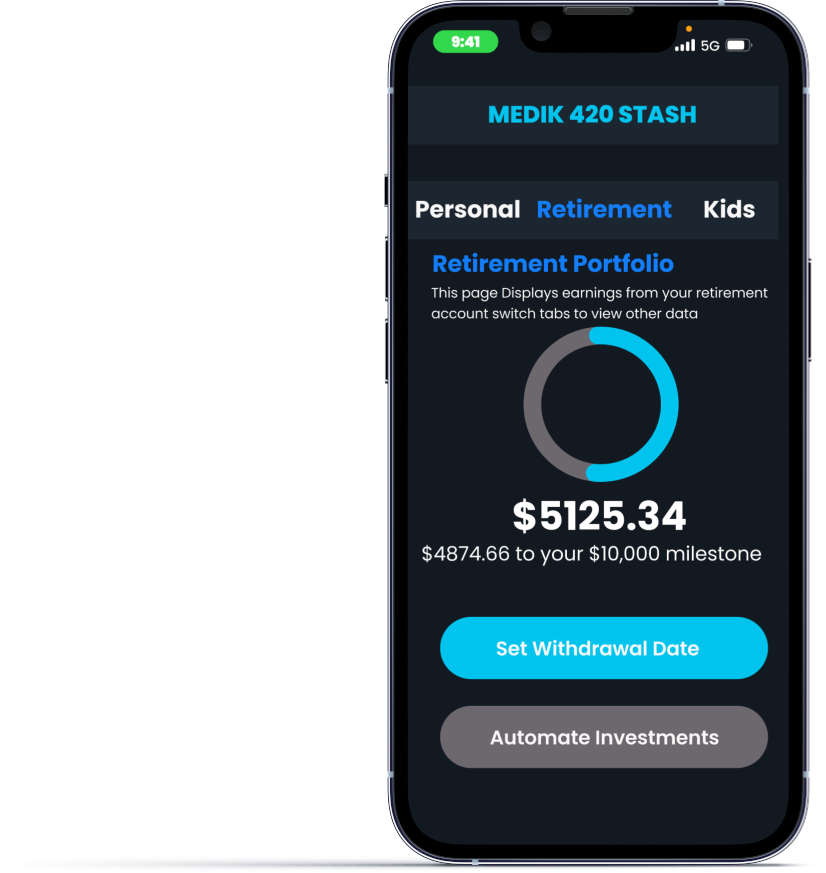 9:41
5G
MEDIK 420 STASH
Personal Retirement Kids
Retirement Portfolio
This page Displays earnings from your retirement
account switch tabs to view other data
$5125.34
$4874.66 to your $10,000 milestone
Set Withdrawal Date
Automate Investments